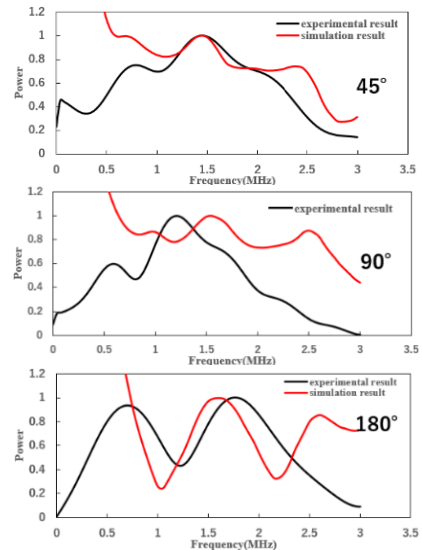 1.2
experimental result
simulation result
1
0.8
0.6
0.4
0.2
0
Power
45°
0 0.5 1 1.5 2 2.5 3 3.5
Frequency(MHz)
1.2
experimental result
simulation result
1
0.8
0.6
0.4
0.2
0
Power
90°
0 0.5 1 1.5 2 2.5 3 3.5
Frequency(MHz)
1.2
experimental result
simulation result
1
0.8
0.6
0.4
0.2
0
Power
180°
0 0.5 1 1.5 2 2.5 3 3.5
Frequency(MHz)